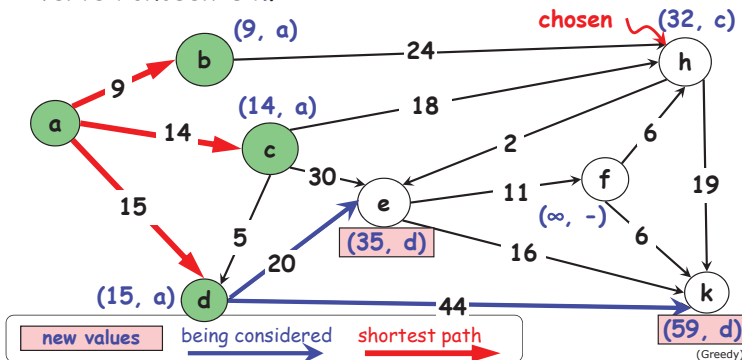 (9, a)
chosen
(32, c)
b
24
h
9
(14, a)
a
14
c
18
2
6
30
f
19
15
e
11
(∞, -)
5
(35, d)
6
20
16
(15, a)
d
44
k
new values
being considered
shortest path
(59, d)
(Greedy)